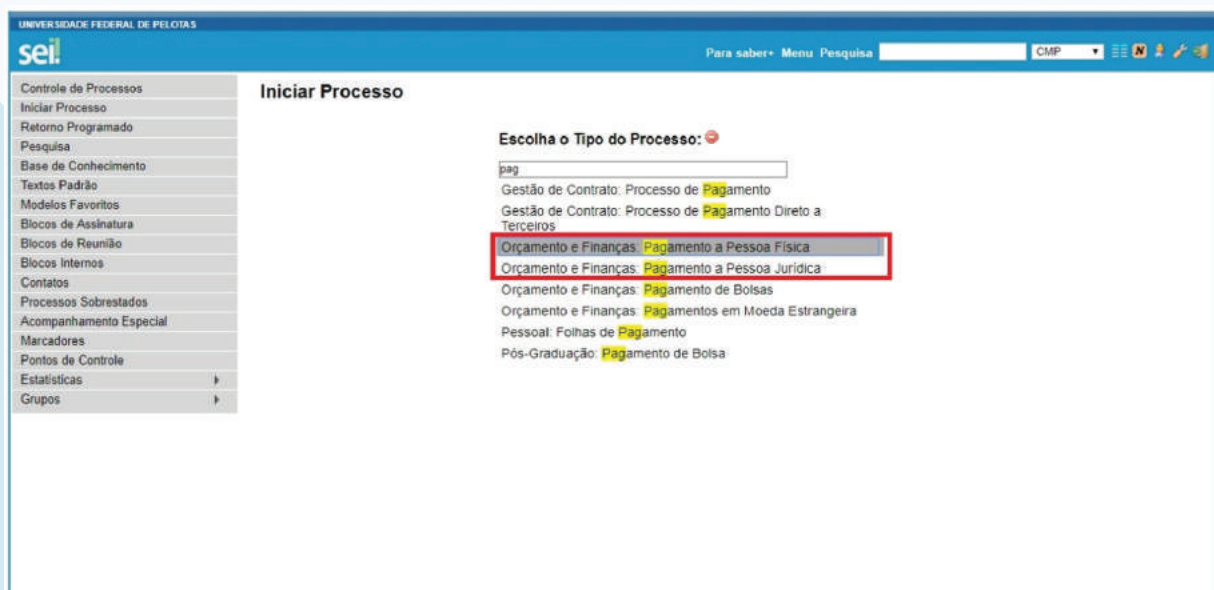 UNIVERSIDADE FEDERAL DE PELOTAS
sei!
Para saber+ Menu Pesquisa
CMP
N
Controle de Processos
Iniciar Processo
Retorno Programado
Pesquisa
Base de Conhecimento
Textos Padrão
Modelos Favoritos
Blocos de Assinatura
Blocos de Reunião
Blocos Internos
Contatos
Processos Sobrestados
Acompanhamento Especial
Marcadores
Pontos de Controle
Estatísticas
Grupos
Iniciar Processo
Escolha o Tipo do Processo:
pag
Gestão de Contrato: Processo de Pagamento
Gestão de Contrato: Processo de Pagamento Direto a
Terceiros
Orçamento e Finanças: Pagamento a Pessoa Física
Orçamento e Finanças: Pagamento a Pessoa Jurídica
Orçamento e Finanças: Pagamento de Bolsas
Orçamento e Finanças: Pagamentos em Moeda Estrangeira
Pessoal: Folhas de Pagamento
Pós-Graduação: Pagamento de Bolsa